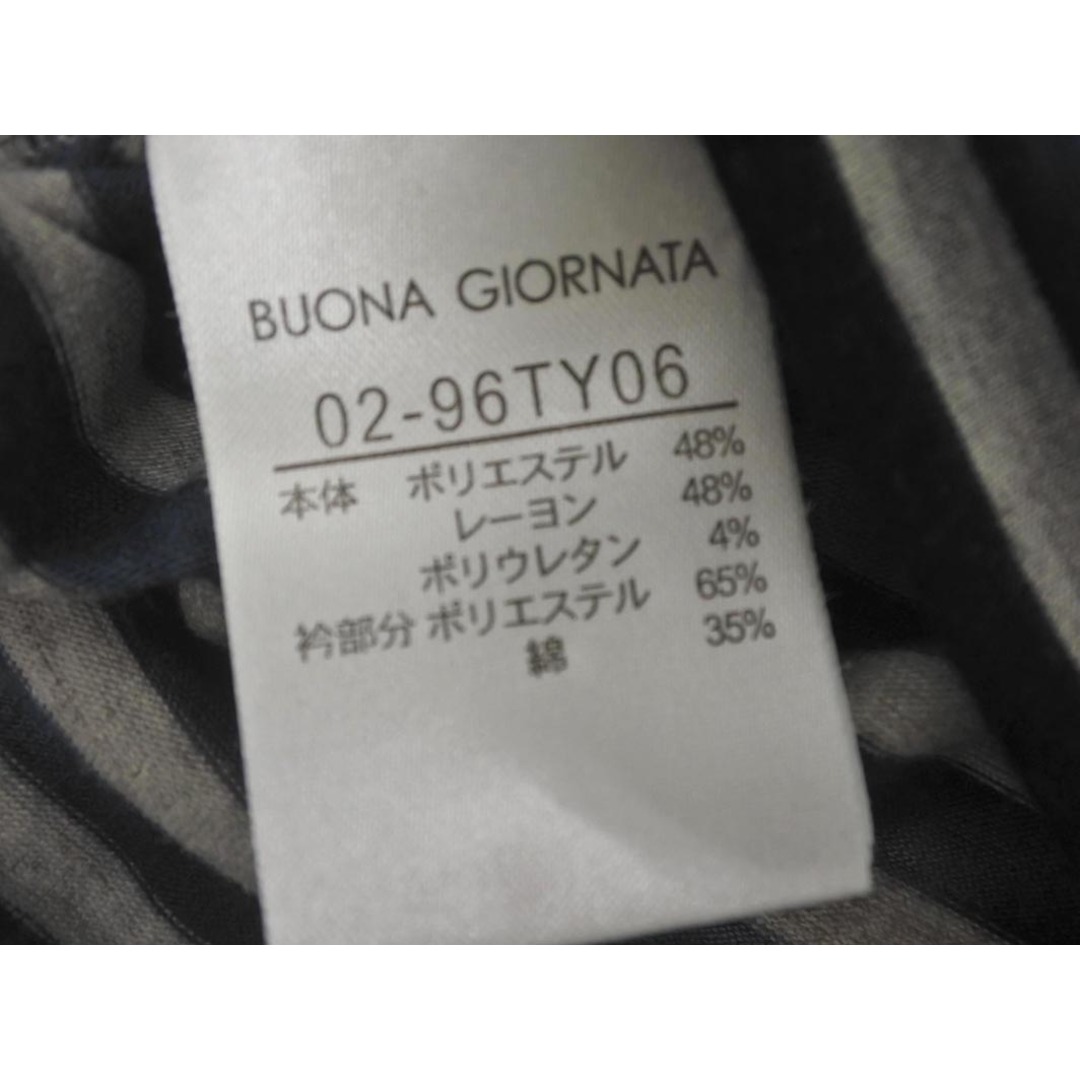 BUONA GIORNATA
02-96TY06
本体 ポリエステル 48%
レーヨン 48%
ポリウレタン 4%
衿部分 ポリエステル 65%
綿 35%